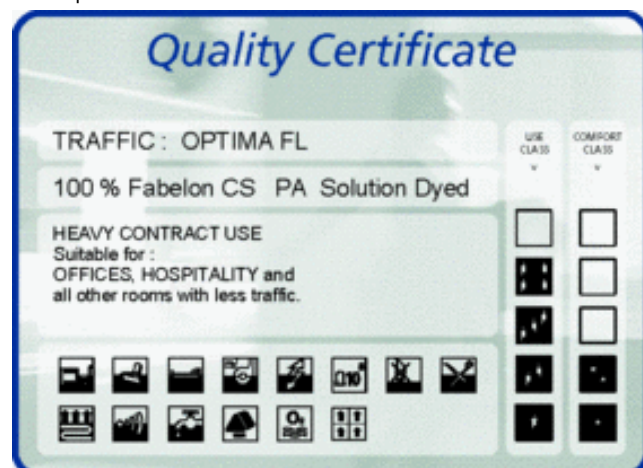 Quality Certificate
TRAFFIC : OPTIMA FL
USE CLASS
COMFORT CLASS
100 % Fabelon CS PA Solution Dyed
HEAVY CONTRACT USE
Suitable for :
OFFICES, HOSPITALITY and
all other rooms with less traffic.